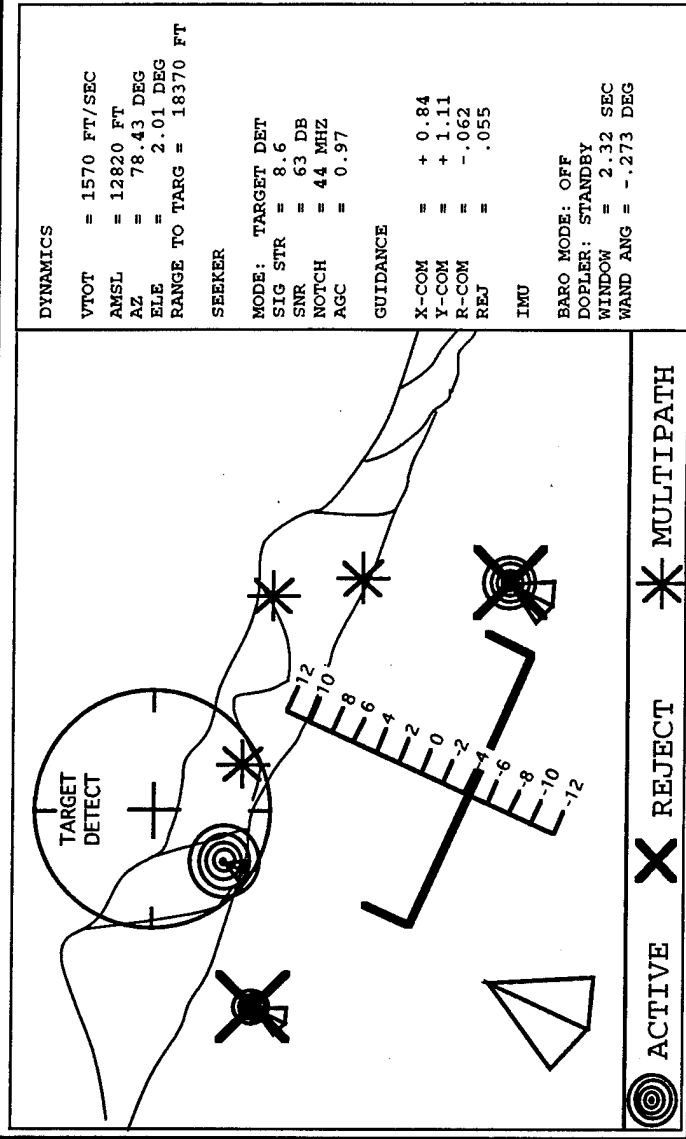 TARGET
DETECT
12
10
8
6
4
2
0
-2
-4
-6
-8
-10
-12
ACTIVE
REJECT
MULTIPATH
DYNAMICS
VTOT = 1570 FT/SEC
AMSL = 12820 FT
AZ = 78.43 DEG
ELE = 2.01 DEG
RANGE TO TARG = 18370 FT
SEEKER
MODE: TARGET DET
SIG STR = 8.6
SNR = 63 DB
NOTCH = 44 MHZ
AGC = 0.97
GUIDANCE
X-COM = + 0.84
Y-COM = + 1.11
R-COM = -.062
REJ = .055
IMU
BARO MODE: OFF
DOPLER: STANDBY
WINDOW = 2.32 SEC
WAND ANG = -.273 DEG